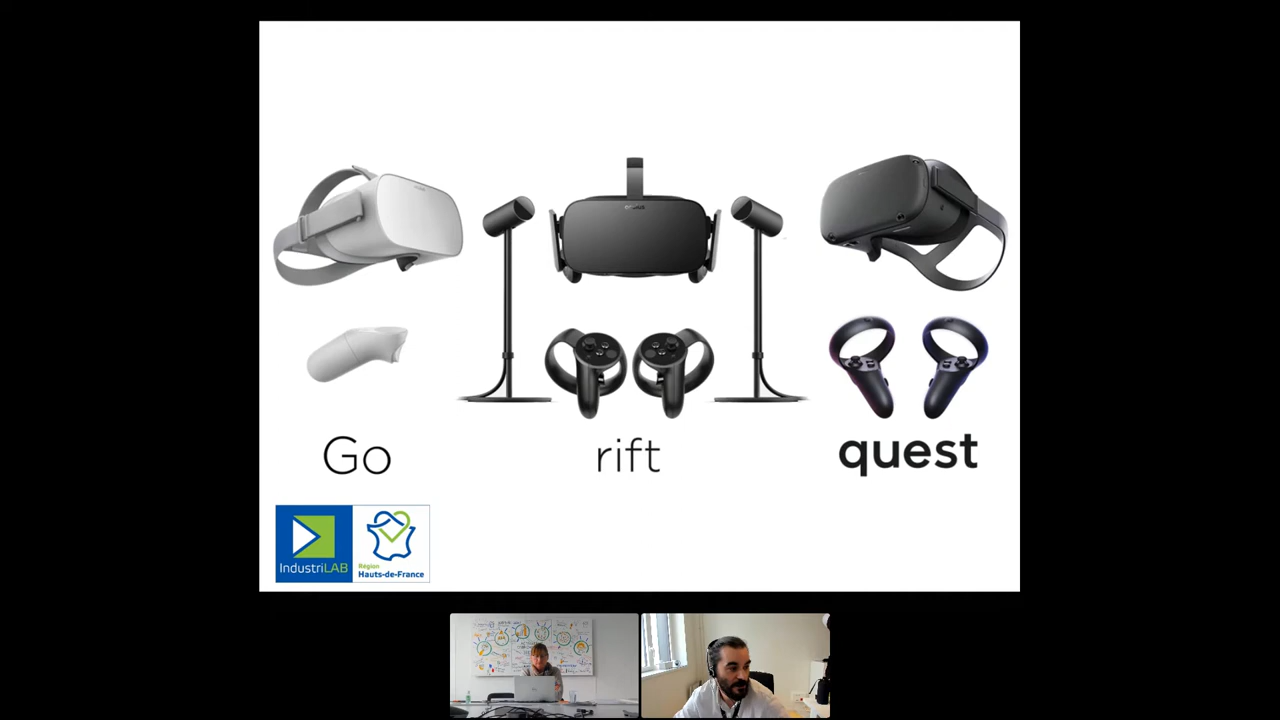 Go
rift
quest
IndustriLAB
Région
Hauts-de-France